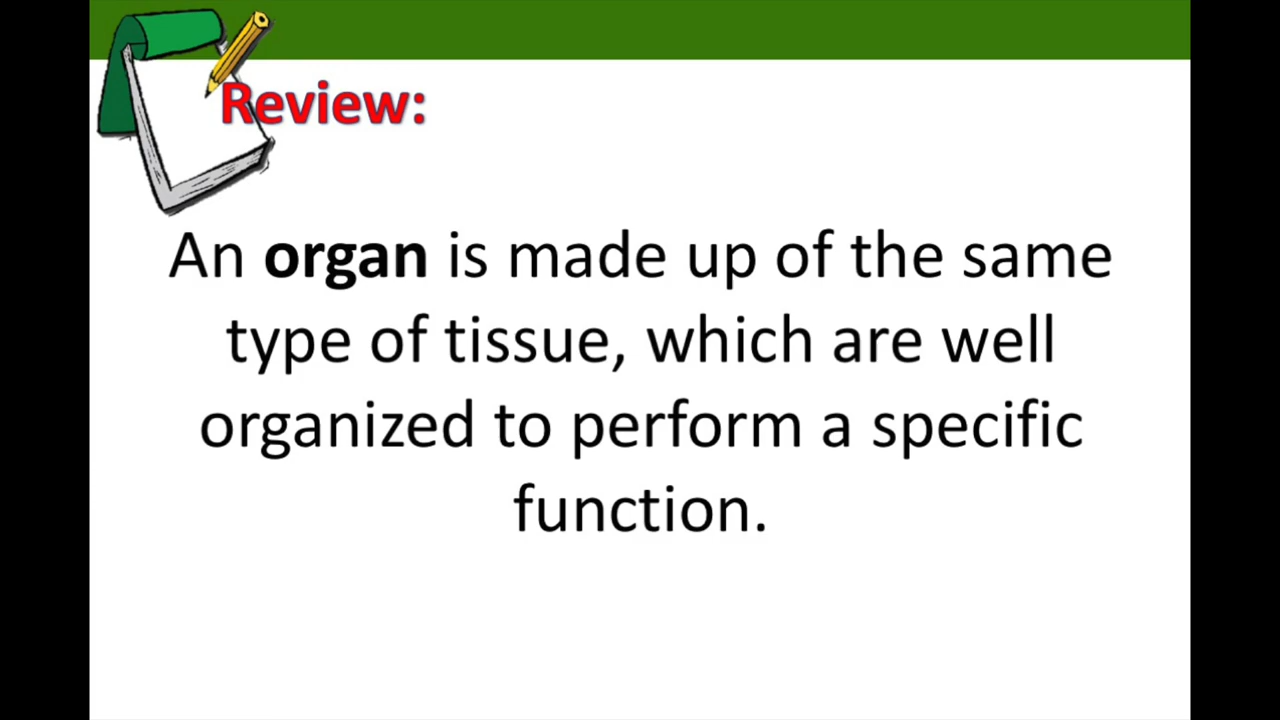 Review:
An organ is made up of the same
type of tissue, which are well
organized to perform a specific
function.